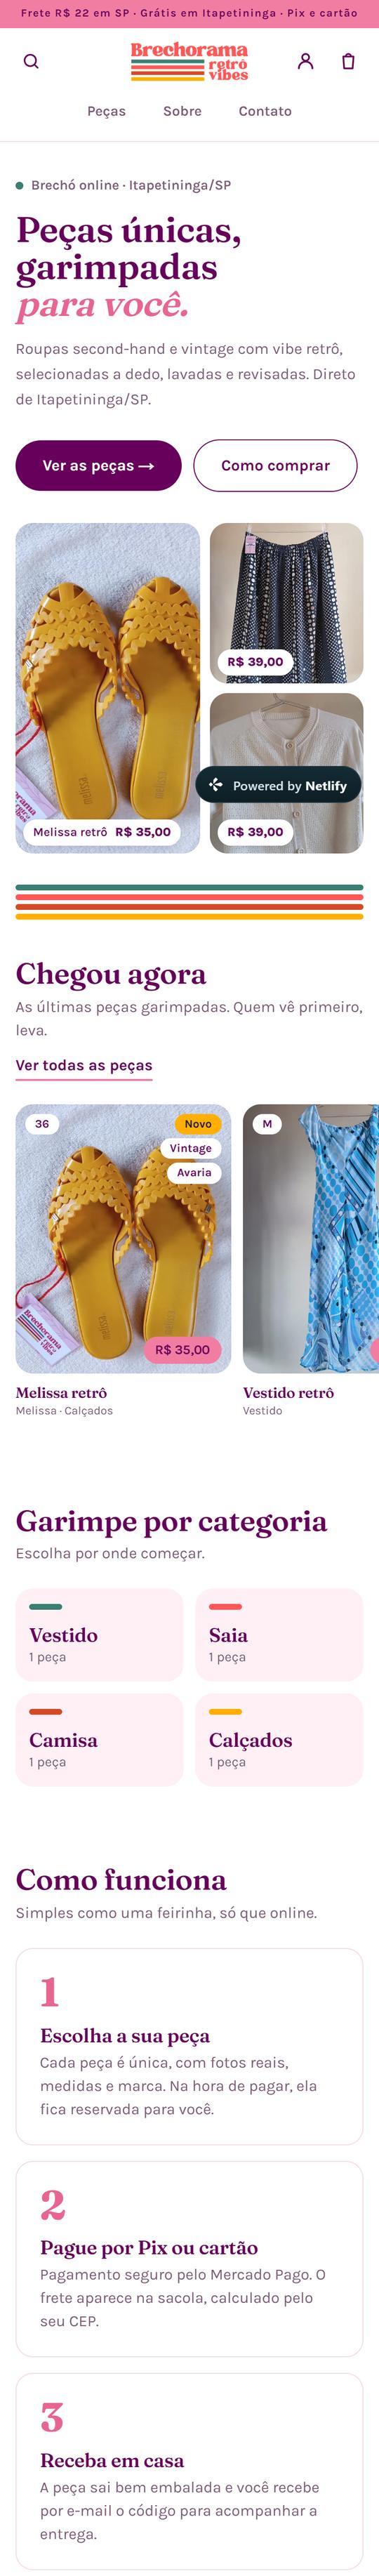 Frete R$ 22 em SP · Grátis em Itapetininga · Pix e cartão
Brechorama
retrô
vibes
Peças
Sobre
Contato
Brechó online · Itapetininga/SP
Peças únicas,
garimpadas
para você.
Roupas second-hand e vintage com vibe retrô,
selecionadas a dedo, lavadas e revisadas. Direto
de Itapetininga/SP.
Ver as peças →
Como comprar
R$ 39,00
Powered by Netlify
Melissa retrô R$ 35,00
R$ 39,00
Chegou agora
As últimas peças garimpadas. Quem vê primeiro,
leva.
Ver todas as peças
36
Novo
Vintage
Avaria
Brechorama
retrô
vibes
R$ 35,00
M
Melissa retrô
Melissa · Calçados
Vestido retrô
Vestido
Garimpe por categoria
Escolha por onde começar.
Vestido
1 peça
Saia
1 peça
Camisa
1 peça
Calçados
1 peça
Como funciona
Simples como uma feirinha, só que online.
1
Escolha a sua peça
Cada peça é única, com fotos reais,
medidas e marca. Na hora de pagar, ela
fica reservada para você.
2
Pague por Pix ou cartão
Pagamento seguro pelo Mercado Pago. O
frete aparece na sacola, calculado pelo
seu CEP.
3
Receba em casa
A peça sai bem embalada e você recebe
por e-mail o código para acompanhar a
entrega.